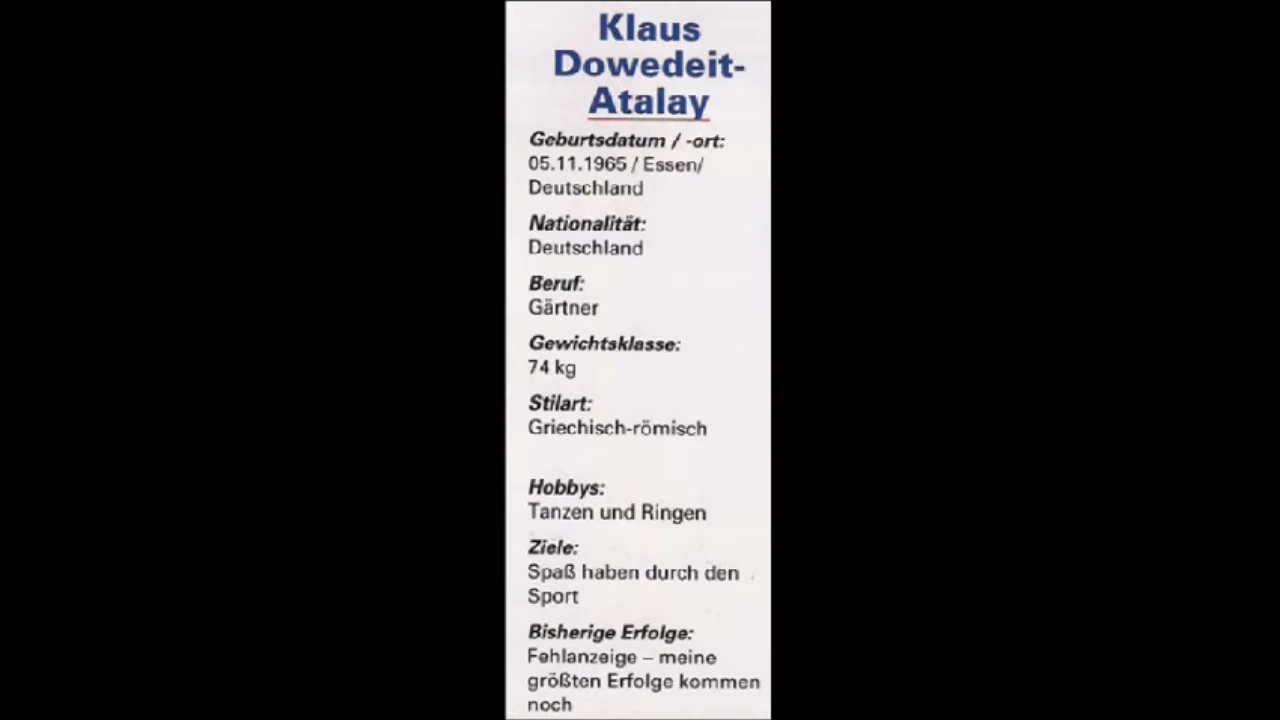 Klaus
Dowedeit-
Atalay
Geburtsdatum / -ort:
05.11.1965 / Essen/
Deutschland
Nationalität:
Deutschland
Beruf:
Gärtner
Gewichtsklasse:
74 kg
Stilart:
Griechisch-römisch
Hobbys:
Tanzen und Ringen
Ziele:
Spaß haben durch den
Sport
Bisherige Erfolge:
Fehlanzeige – meine
größten Erfolge kommen
noch